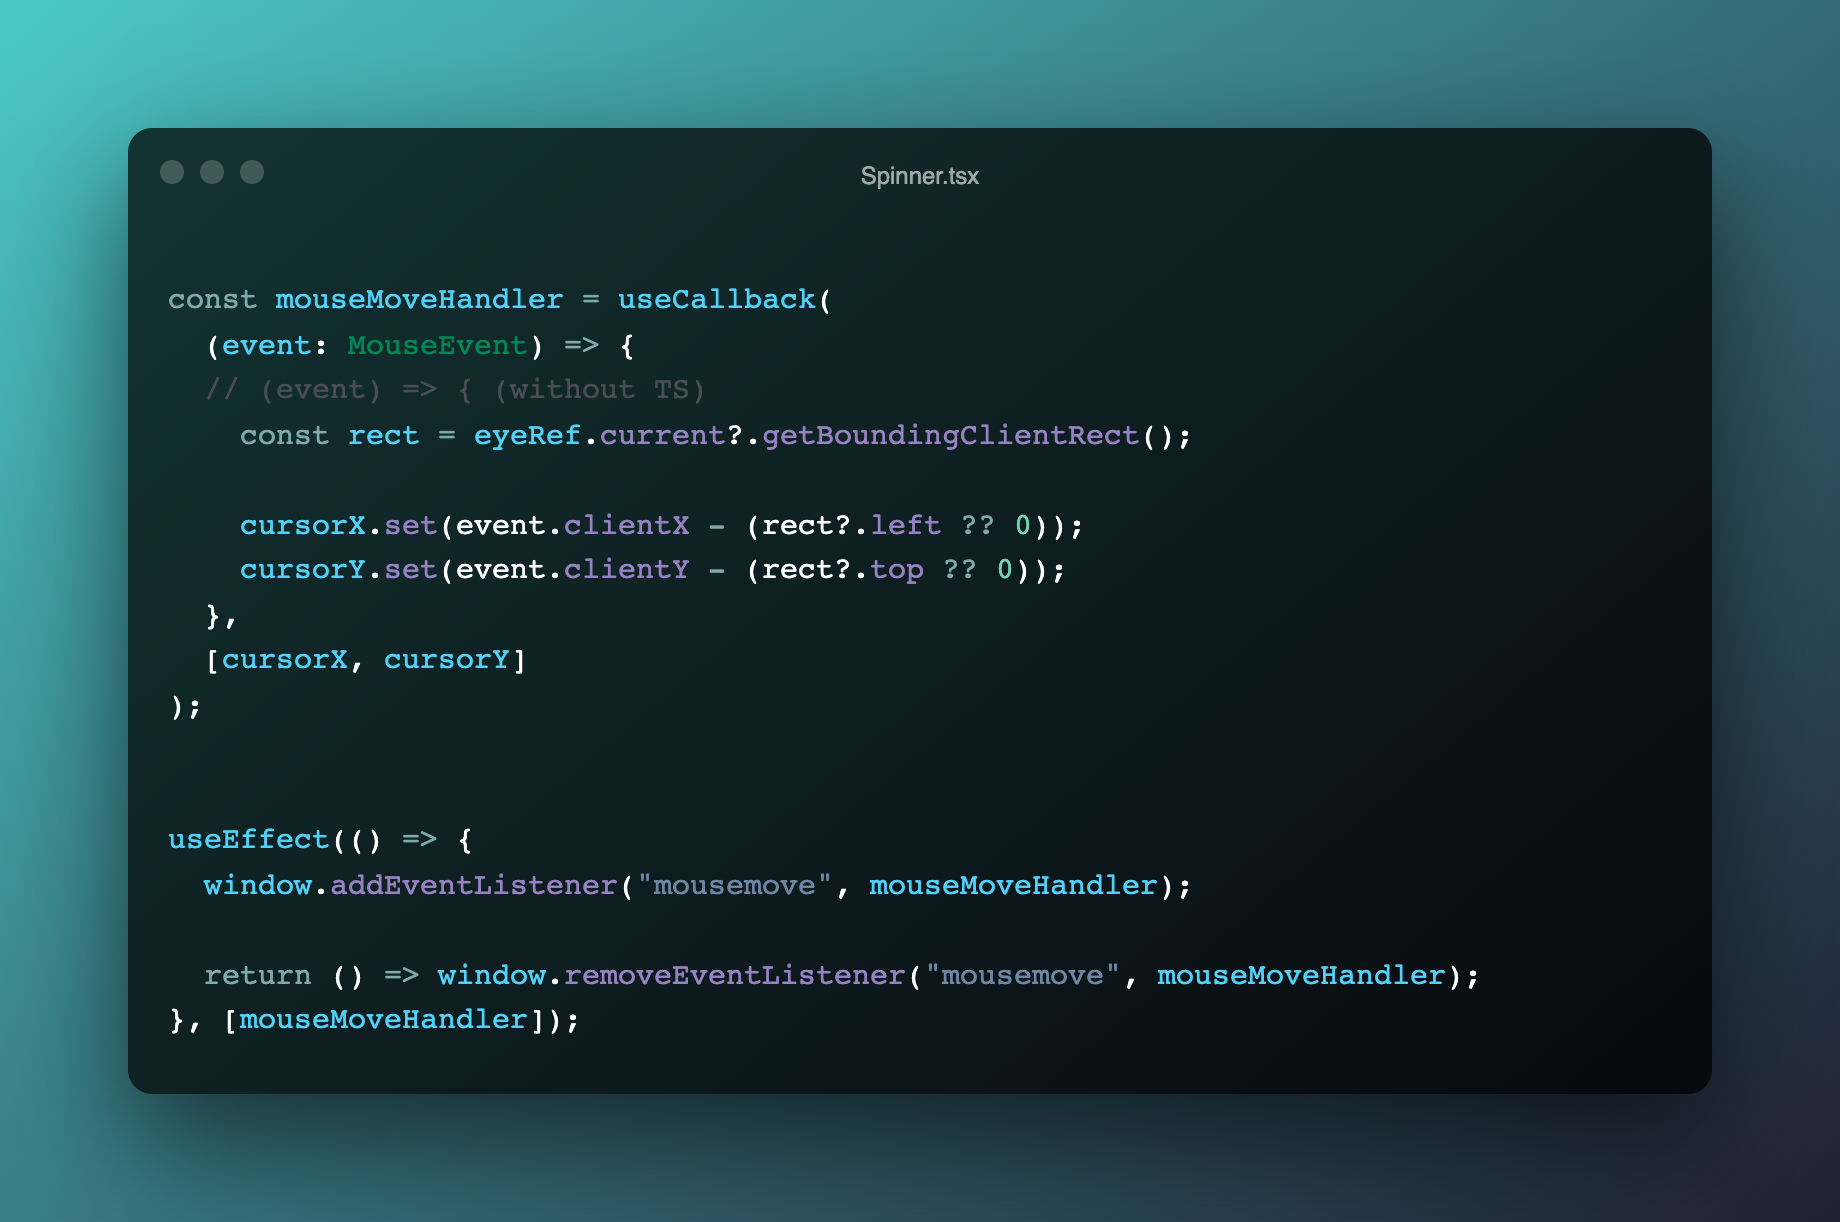 Spinner.tsx
const mouseMoveHandler = useCallback(
  (event: MouseEvent) => {
  // (event) => { (without TS)
    const rect = eyeRef.current?.getBoundingClientRect();
    cursorX.set(event.clientX - (rect?.left ?? 0));
    cursorY.set(event.clientY - (rect?.top ?? 0));
  },
  [cursorX, cursorY]
);
useEffect(() => {
  window.addEventListener("mousemove", mouseMoveHandler);
  return () => window.removeEventListener("mousemove", mouseMoveHandler);
}, [mouseMoveHandler]);